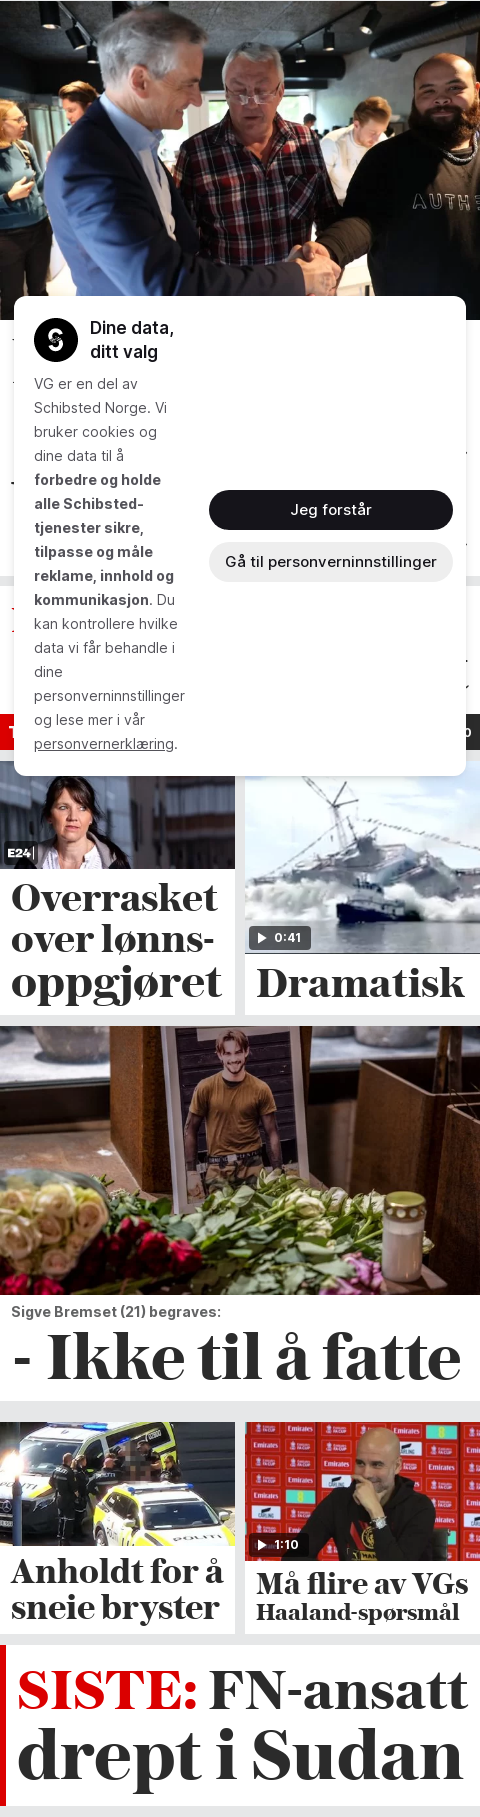 AUTHE
Dine data,
ditt valg
VG er en del av
Schibsted Norge. Vi
bruker cookies og
dine data til å
forbedre og holde
alle Schibsted-
tjenester sikre,
tilpasse og måle
reklame, innhold og
kommunikasjon. Du
kan kontrollere hvilke
data vi får behandle i
dine
personverninnstillinger
og lese mer i vår
personvernerklæring.
Jeg forstår
Gå til personverninnstillinger
E24
Overrasket
over lønns-
oppgjøret
0:41
Dramatisk
Sigve Bremset (21) begraves:
- Ikke til å fatte
POLITI
Anholdt for å
sneie bryster
Emirates
1:10
Må flire av VGs
Haaland-spørsmål
SISTE: FN-ansatt
drept i Sudan